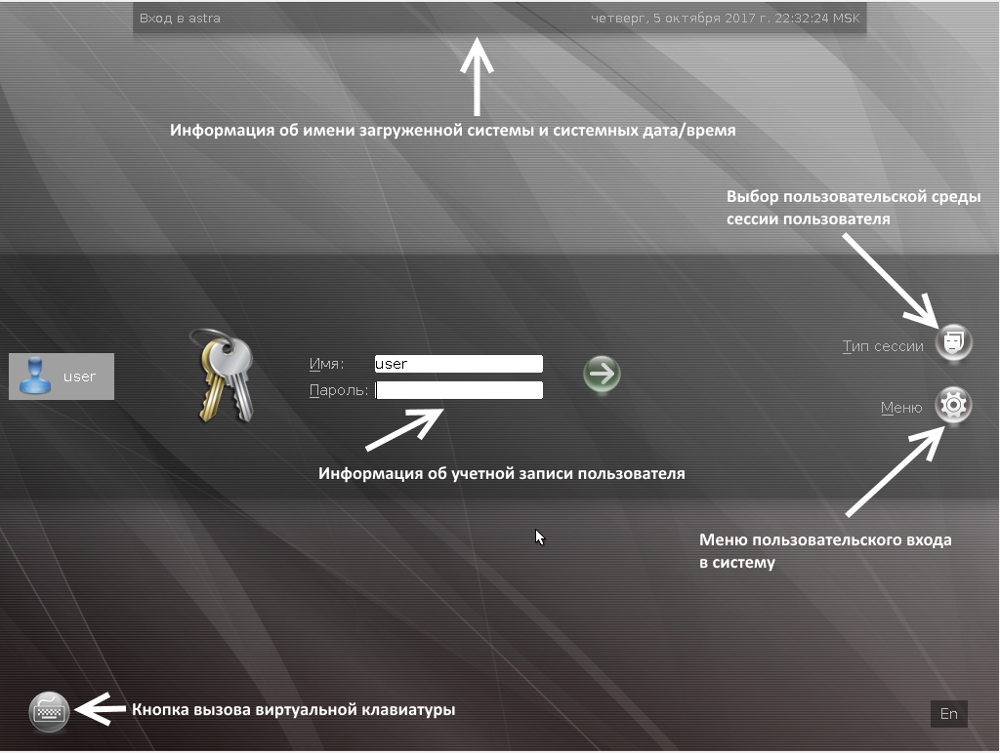 Вход в astra
четверг, 5 октября 2017 г. 22:32:24 MSK
Информация об имени загруженной системы и системных дата/время
Выбор пользовательской среды
сессии пользователя
Тип сессии
user
Имя: user
Пароль:
Меню
Информация об учетной записи пользователя
Меню пользовательского входа
в систему
Кнопка вызова виртуальной клавиатуры
En